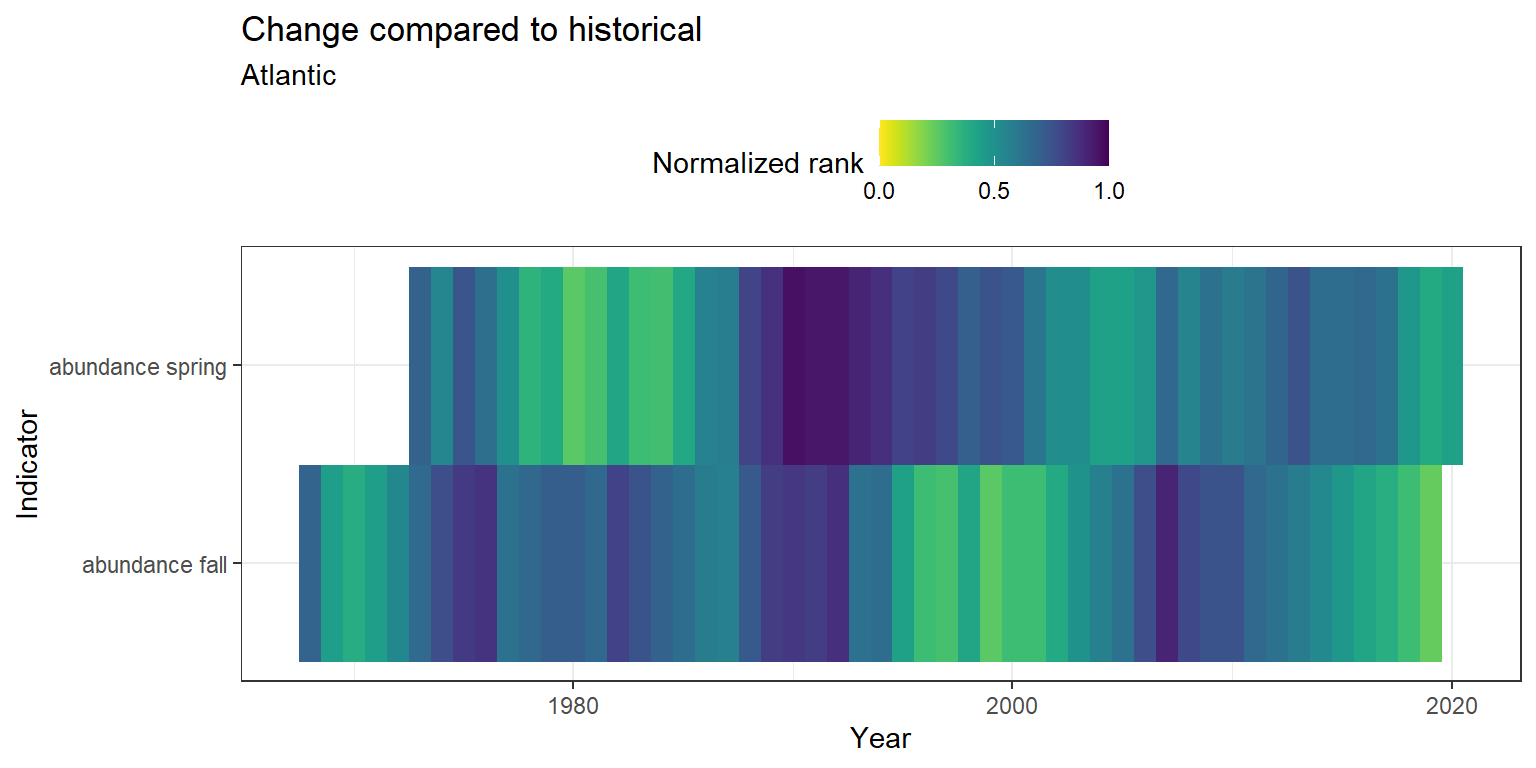 Change compared to historical
Atlantic
Normalized rank
0.0 0.5 1.0
abundance spring
abundance fall
Indicator
1980 2000 2020
Year